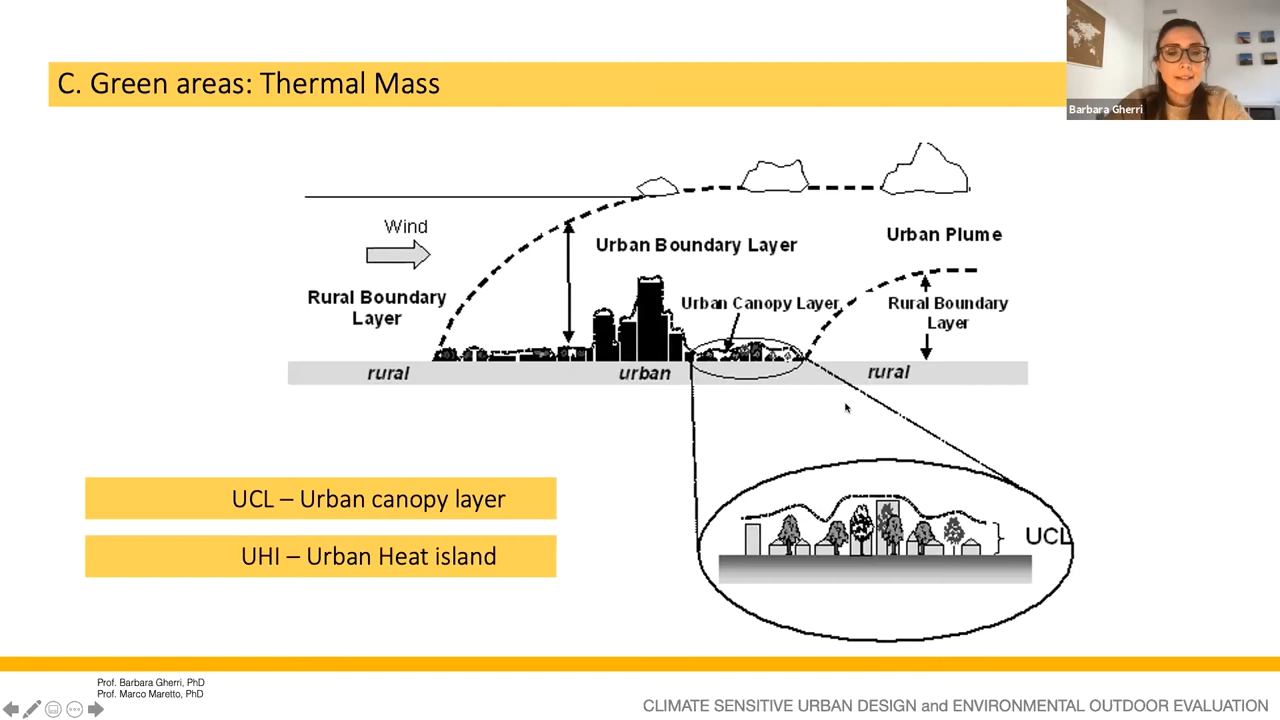 C. Green areas: Thermal Mass
Barbara Gherri
Wind
Urban Boundary Layer
Urban Plume
Rural Boundary
Layer
Urban Canopy Layer
Rural Boundary
Layer
rural
urban
rural
UCL – Urban canopy layer
UHI – Urban Heat island
UCL
Prof. Barbara Gherri, PhD
Prof. Marco Maretto, PhD
CLIMATE SENSITIVE URBAN DESIGN and ENVIRONMENTAL OUTDOOR EVALUATION